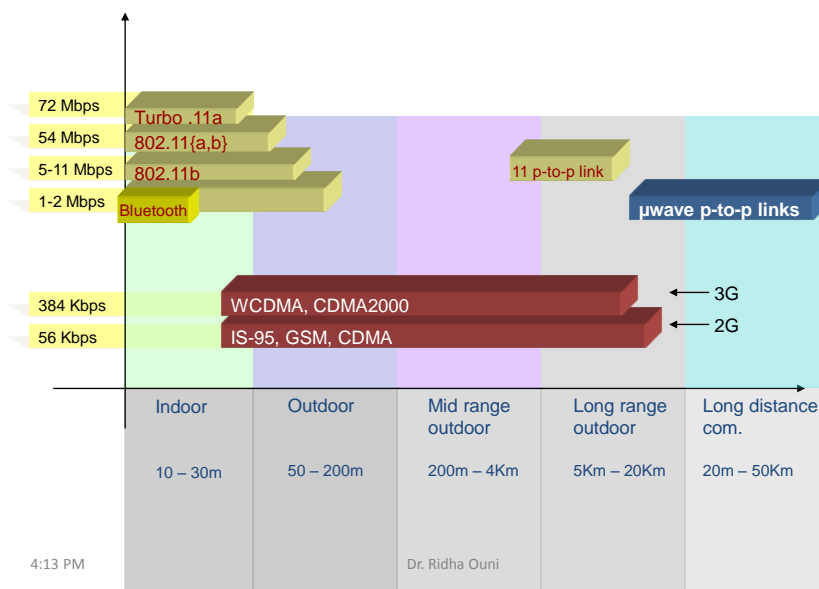 72 Mbps
Turbo .11a
54 Mbps
802.11{a,b}
5-11 Mbps
802.11b
11 p-to-p link
1-2 Mbps
Bluetooth
µwave p-to-p links
384 Kbps
WCDMA, CDMA2000
3G
56 Kbps
IS-95, GSM, CDMA
2G
Indoor
Outdoor
Mid range
outdoor
Long range
outdoor
Long distance
com.
10 – 30m
50 – 200m
200m – 4Km
5Km – 20Km
20m – 50Km
4:13 PM
Dr. Ridha Ouni